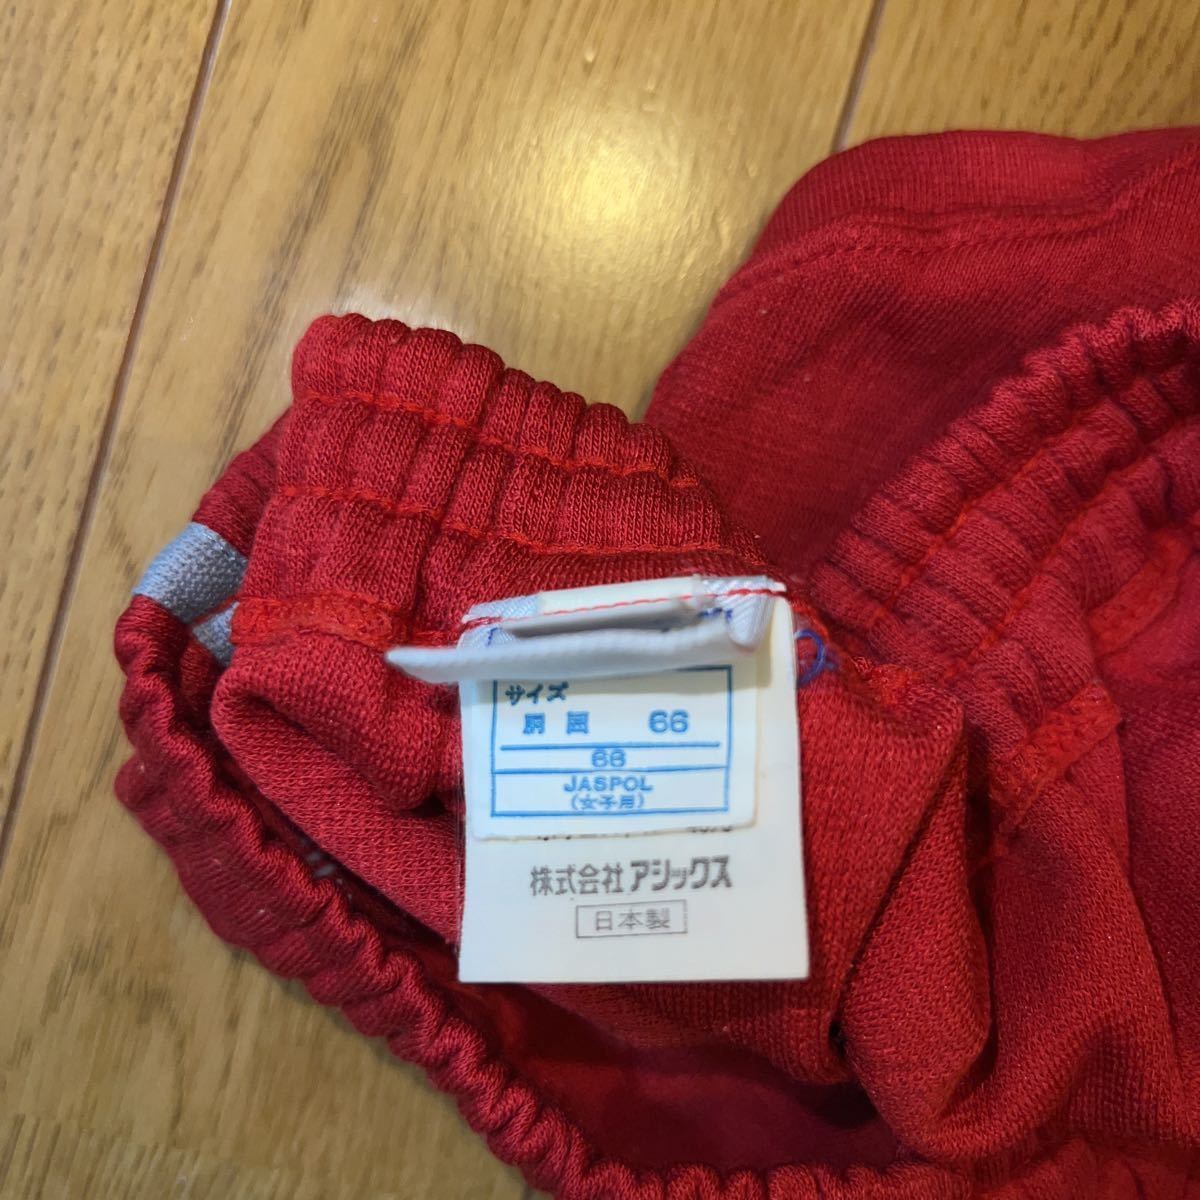 サイズ
胴囲 66
66
JASPOL
(女子用)
株式会社アシックス
日本製